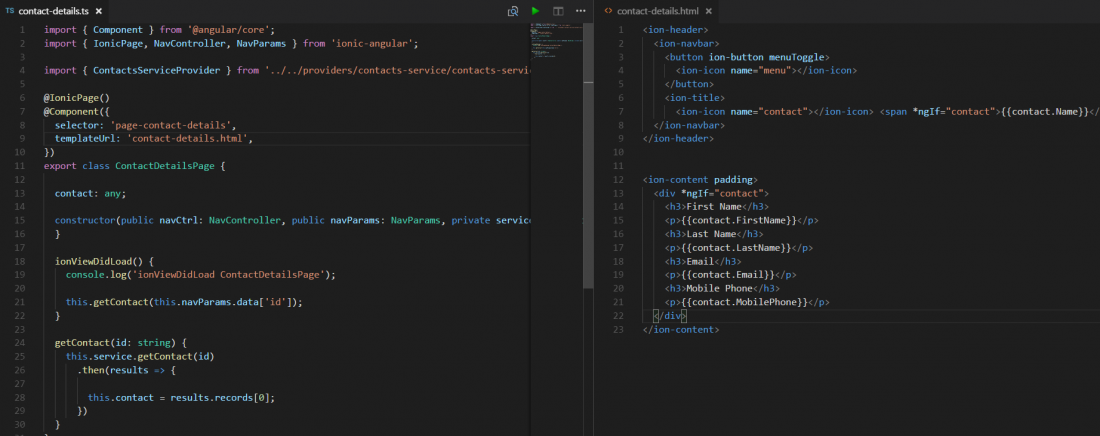 TS contact-details.ts ×
1 import { Component } from '@angular/core';
2 import { IonicPage, NavController, NavParams } from 'ionic-angular';
3
4 import { ContactsServiceProvider } from '../../providers/contacts-service/contacts-servi
5
6 @IonicPage()
7 @Component({
8 selector: 'page-contact-details',
9 templateUrl: 'contact-details.html',
10 })
11 export class ContactDetailsPage {
12
13 contact: any;
14
15 constructor(public navCtrl: NavController, public navParams: NavParams, private service
16 }
17
18 ionViewDidLoad() {
19 console.log('ionViewDidLoad ContactDetailsPage');
20
21 this.getContact(this.navParams.data['id']);
22 }
23
24 getContact(id: string) {
25 this.service.getContact(id)
26 .then(results => {
27
28 this.contact = results.records[0];
29 })
30 }
<> contact-details.html ×
1 <ion-header>
2 <ion-navbar>
3 <button ion-button menuToggle>
4 <ion-icon name="menu"></ion-icon>
5 </button>
6 <ion-title>
7 <ion-icon name="contact"></ion-icon> <span *ngIf="contact">{{contact.Name}}</
8 </ion-navbar>
9 </ion-header>
10
11
12 <ion-content padding>
13 <div *ngIf="contact">
14 <h3>First Name</h3>
15 <p>{{contact.FirstName}}</p>
16 <h3>Last Name</h3>
17 <p>{{contact.LastName}}</p>
18 <h3>Email</h3>
19 <p>{{contact.Email}}</p>
20 <h3>Mobile Phone</h3>
21 <p>{{contact.MobilePhone}}</p>
22 </div>
23 </ion-content>